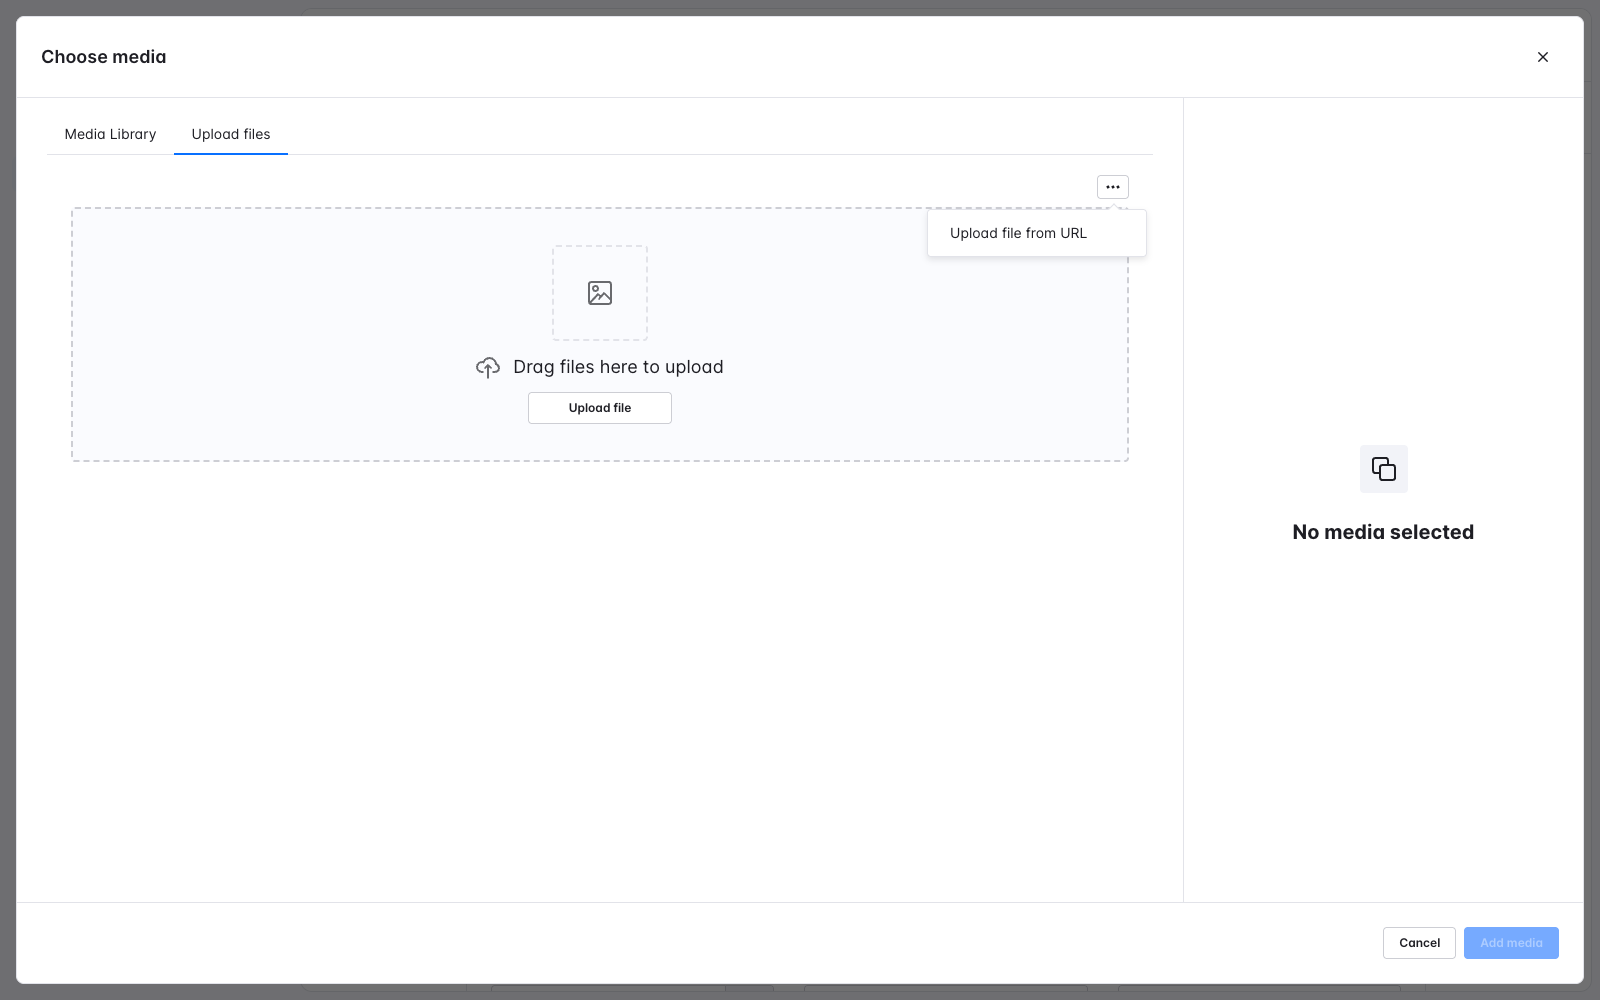 Choose media
Media Library
Upload files
Upload file from URL
Drag files here to upload
Upload file
No media selected
Cancel
Add media